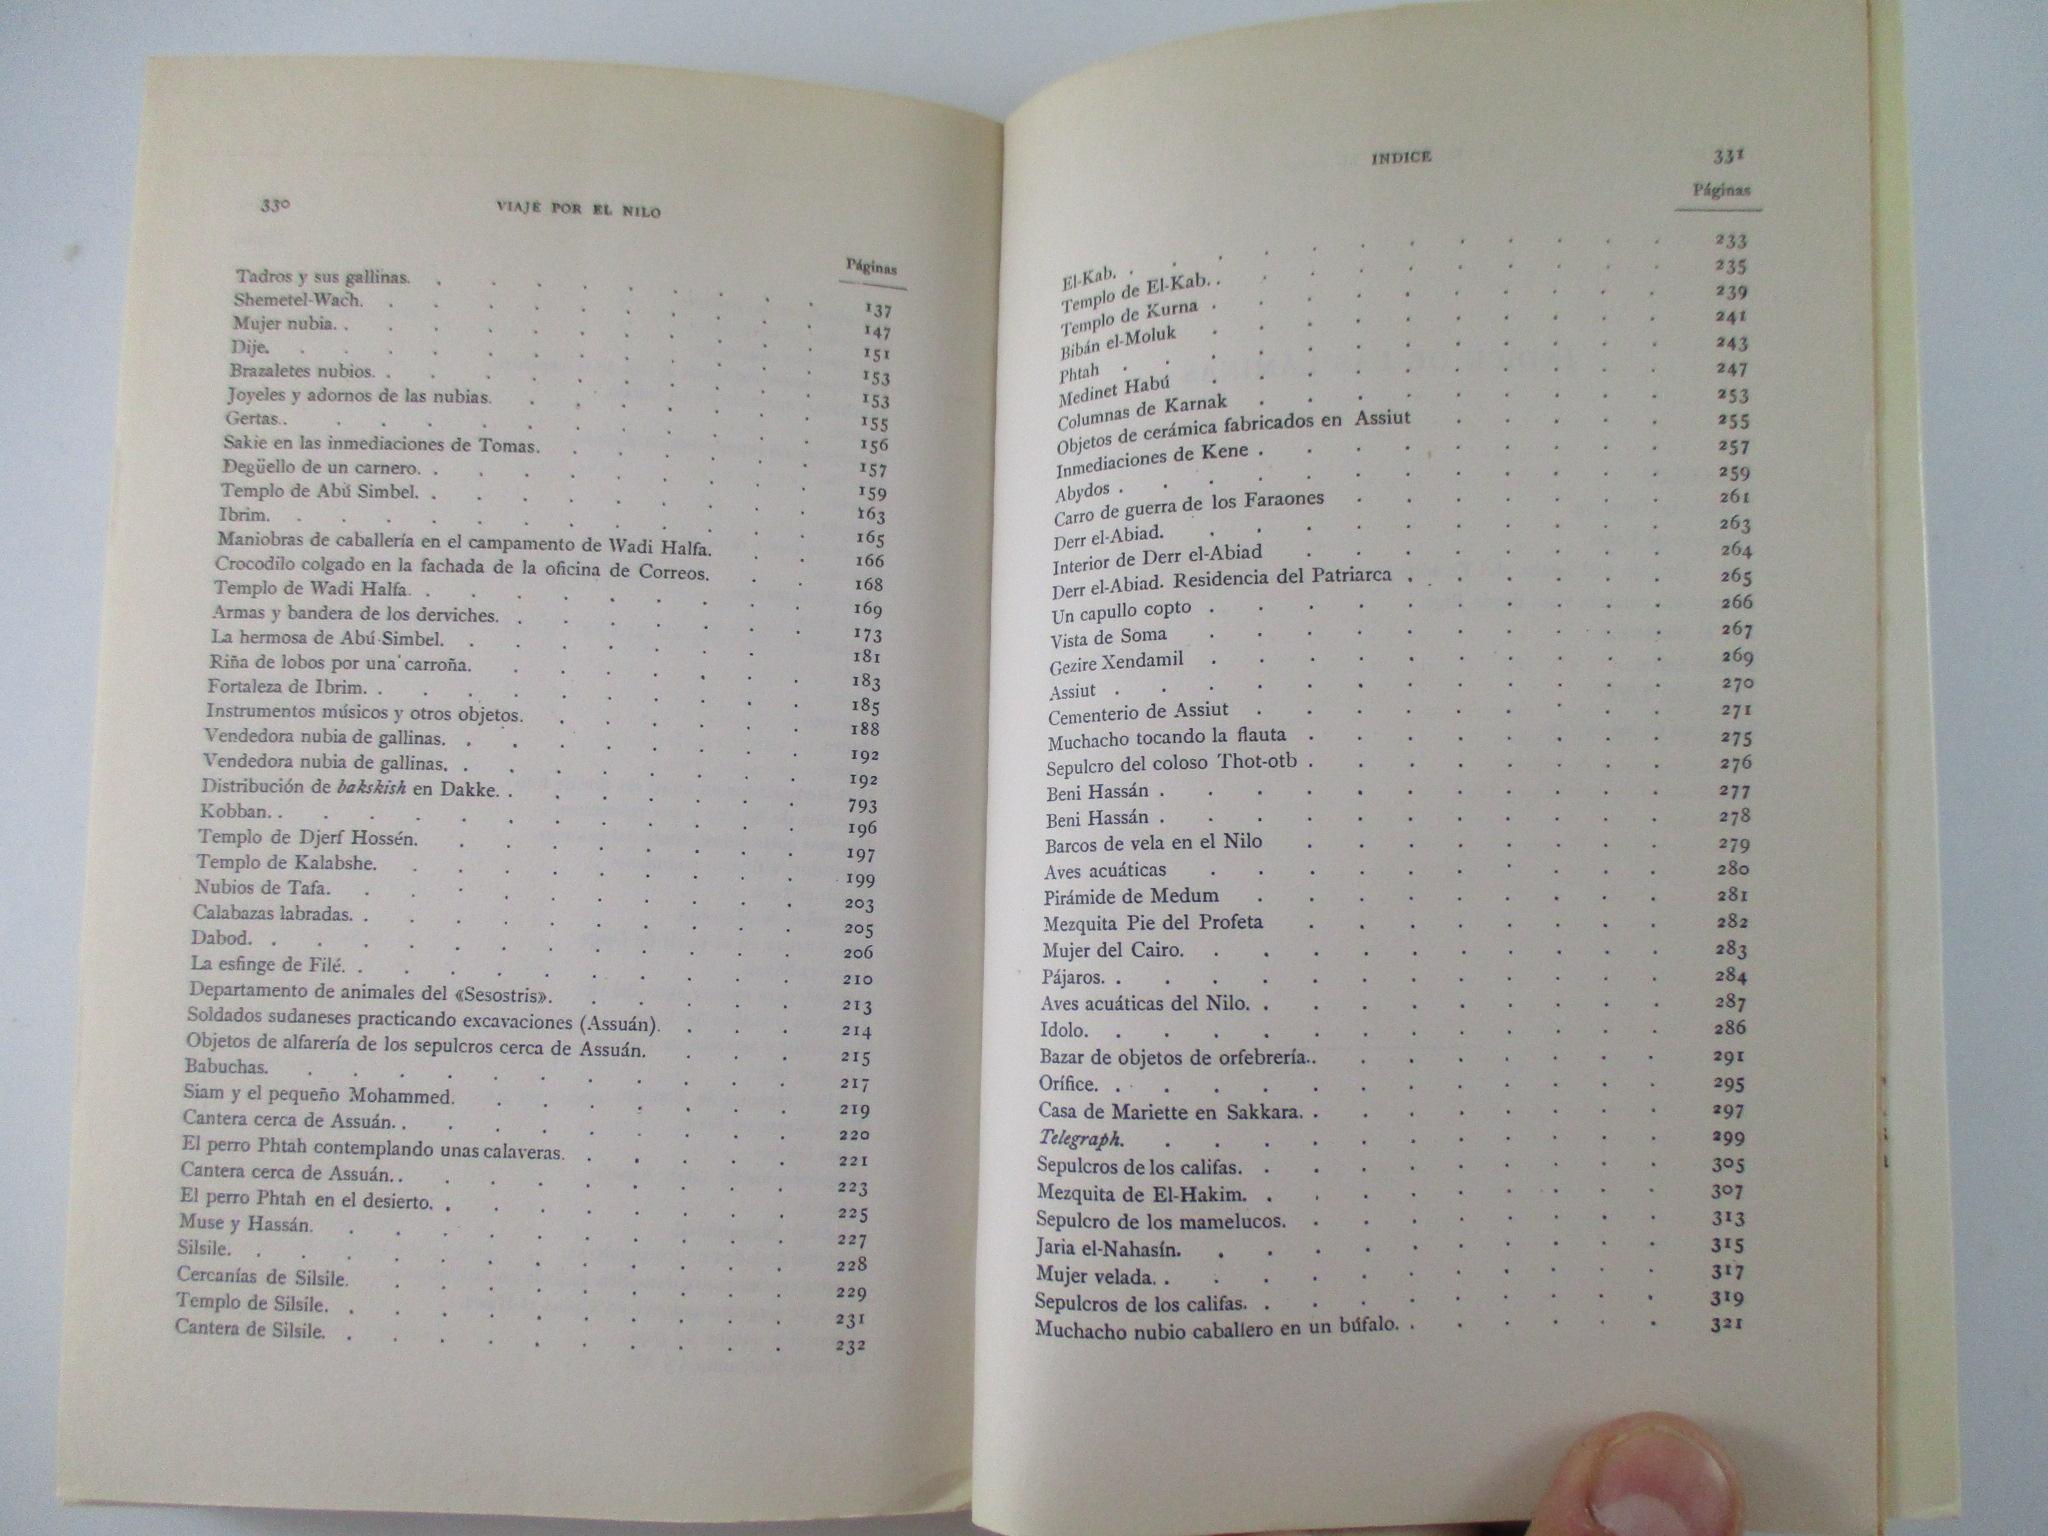 330 VIAJE POR EL NILO
Páginas
Tadros y sus gallinas. 137
Shemetel-Wach. 147
Mujer nubia. 151
Dije. 153
Brazaletes nubios. 153
Joyeles y adornos de las nubias. 155
Gertas. 156
Sakie en las inmediaciones de Tomas. 157
Degüello de un carnero. 159
Templo de Abú Simbel. 163
Ibrim. 165
Maniobras de caballería en el campamento de Wadi Halfa. 166
Crocodilo colgado en la fachada de la oficina de Correos. 168
Templo de Wadi Halfa. 169
Armas y bandera de los derviches. 173
La hermosa de Abú-Simbel. 181
Riña de lobos por una carroña. 183
Fortaleza de Ibrim. 185
Instrumentos músicos y otros objetos. 188
Vendedora nubia de gallinas. 192
Vendedora nubia de gallinas. 192
Distribución de bakskish en Dakke. 793
Kobban. 196
Templo de Djerf Hossén. 197
Templo de Kalabshe. 199
Nubios de Tafa. 203
Calabazas labradas. 205
Dabod. 206
La esfinge de Filé. 210
Departamento de animales del «Sesostris». 213
Soldados sudaneses practicando excavaciones (Assuán). 214
Objetos de alfarería de los sepulcros cerca de Assuán. 215
Babuchas. 217
Siam y el pequeño Mohammed. 219
Cantera cerca de Assuán. 220
El perro Phtah contemplando unas calaveras. 221
Cantera cerca de Assuán. 223
El perro Phtah en el desierto. 225
Muse y Hassán. 227
Silsile. 228
Cercanías de Silsile. 229
Templo de Silsile. 231
Cantera de Silsile. 232
INDICE 331
Páginas
El-Kab. 233
Templo de El-Kab. 235
Templo de Kurna 239
Bibán el-Moluk 241
Phtah 243
Medinet Habú 247
Columnas de Karnak 253
Objetos de cerámica fabricados en Assiut 255
Inmediaciones de Kene 257
Abydos 259
Carro de guerra de los Faraones 261
Derr el-Abiad. 263
Interior de Derr el-Abiad 264
Derr el-Abiad. Residencia del Patriarca 265
Un capullo copto 266
Vista de Soma 267
Gezire Xendamil 269
Assiut 270
Cementerio de Assiut 271
Muchacho tocando la flauta 275
Sepulcro del coloso Thot-otb 276
Beni Hassán 277
Beni Hassán 278
Barcos de vela en el Nilo 279
Aves acuáticas 280
Pirámide de Medum 281
Mezquita Pie del Profeta 282
Mujer del Cairo. 283
Pájaros. 284
Aves acuáticas del Nilo. 287
Idolo. 286
Bazar de objetos de orfebrería. 291
Orífice. 295
Casa de Mariette en Sakkara. 297
Telegraph. 299
Sepulcros de los califas. 305
Mezquita de El-Hakim. 307
Sepulcro de los mamelucos. 313
Jaria el-Nahasín. 315
Mujer velada. 317
Sepulcros de los califas. 319
Muchacho nubio caballero en un búfalo. 321